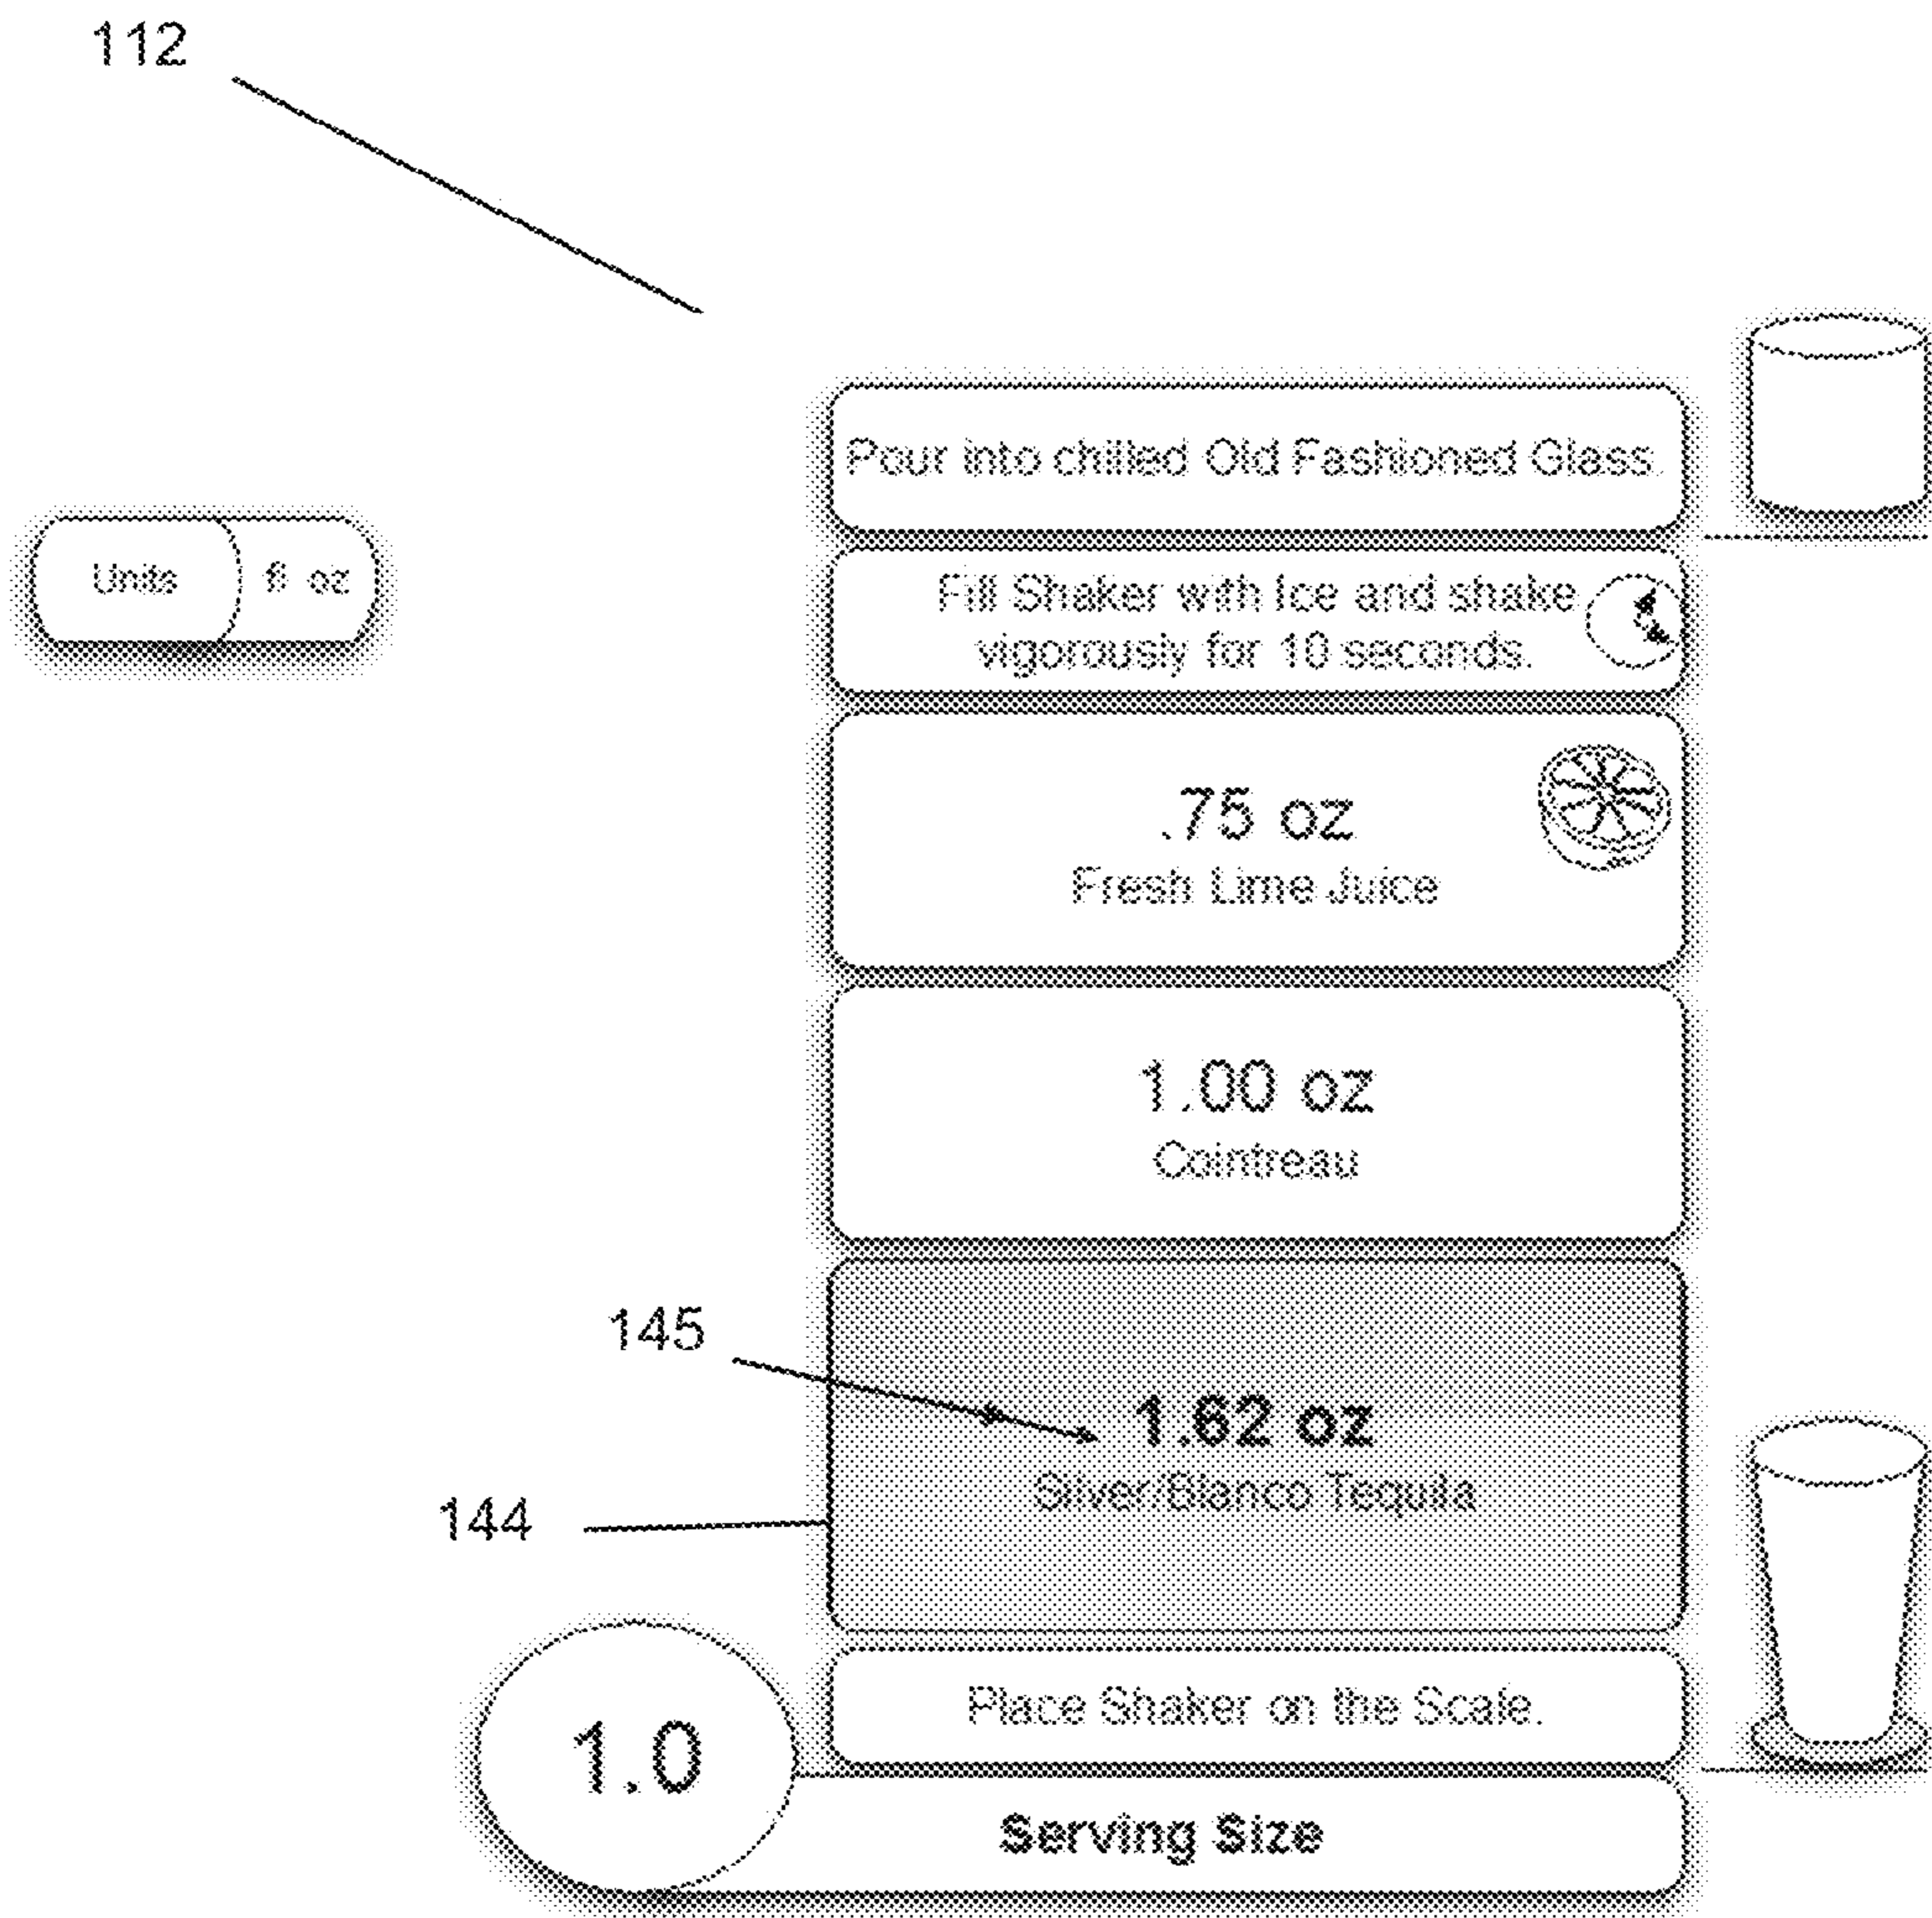 112
Pour into chilled Old Fashioned Glass.
Units fl oz
Fill Shaker with Ice and shake
vigorously for 10 seconds.
.75 oz
Fresh Lime Juice
1.00 oz
Cointreau
145
1.62 oz
Silver/Blanco Tequila
144
Place Shaker on the Scale.
1.0
Serving Size